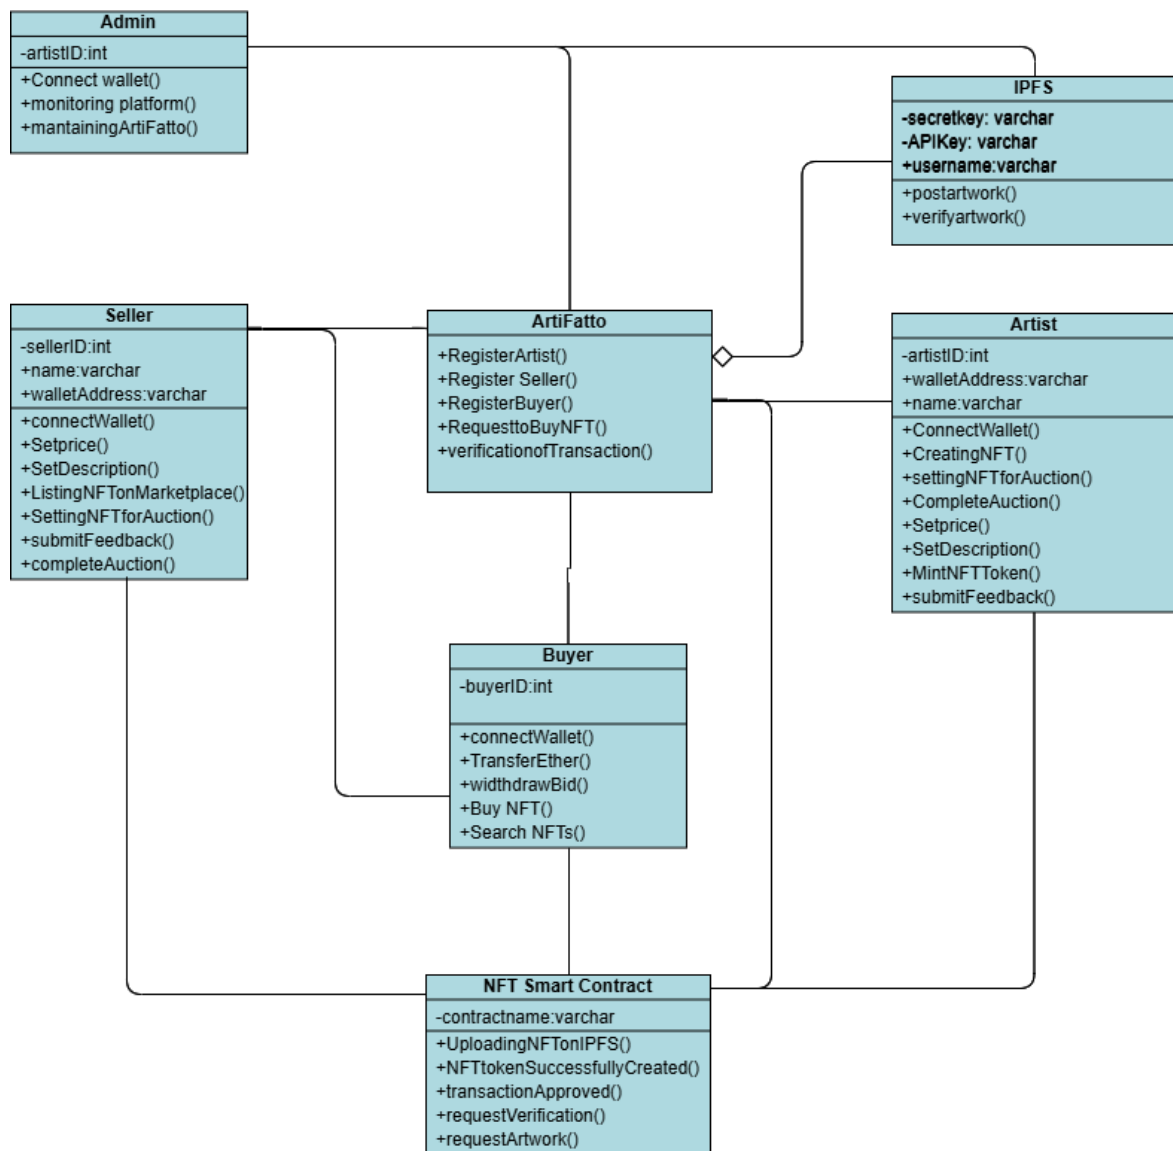 Admin
-artistID:int
+Connect wallet()
+monitoring platform()
+mantainingArtiFatto()
IPFS
-secretkey: varchar
-APIKey: varchar
+username:varchar
+postartwork()
+verifyartwork()
Seller
-sellerID:int
+name:varchar
+walletAddress:varchar
+connectWallet()
+Setprice()
+SetDescription()
+ListingNFTonMarketplace()
+SettingNFTforAuction()
+submitFeedback()
+completeAuction()
ArtiFatto
+RegisterArtist()
+Register Seller()
+RegisterBuyer()
+RequesttoBuyNFT()
+verificationofTransaction()
Artist
-artistID:int
+walletAddress:varchar
+name:varchar
+ConnectWallet()
+CreatingNFT()
+settingNFTforAuction()
+CompleteAuction()
+Setprice()
+SetDescription()
+MintNFTToken()
+submitFeedback()
Buyer
-buyerID:int
+connectWallet()
+TransferEther()
+widthdrawBid()
+Buy NFT()
+Search NFTs()
NFT Smart Contract
-contractname:varchar
+UploadingNFTonIPFS()
+NFTtokenSuccessfullyCreated()
+transactionApproved()
+requestVerification()
+requestArtwork()